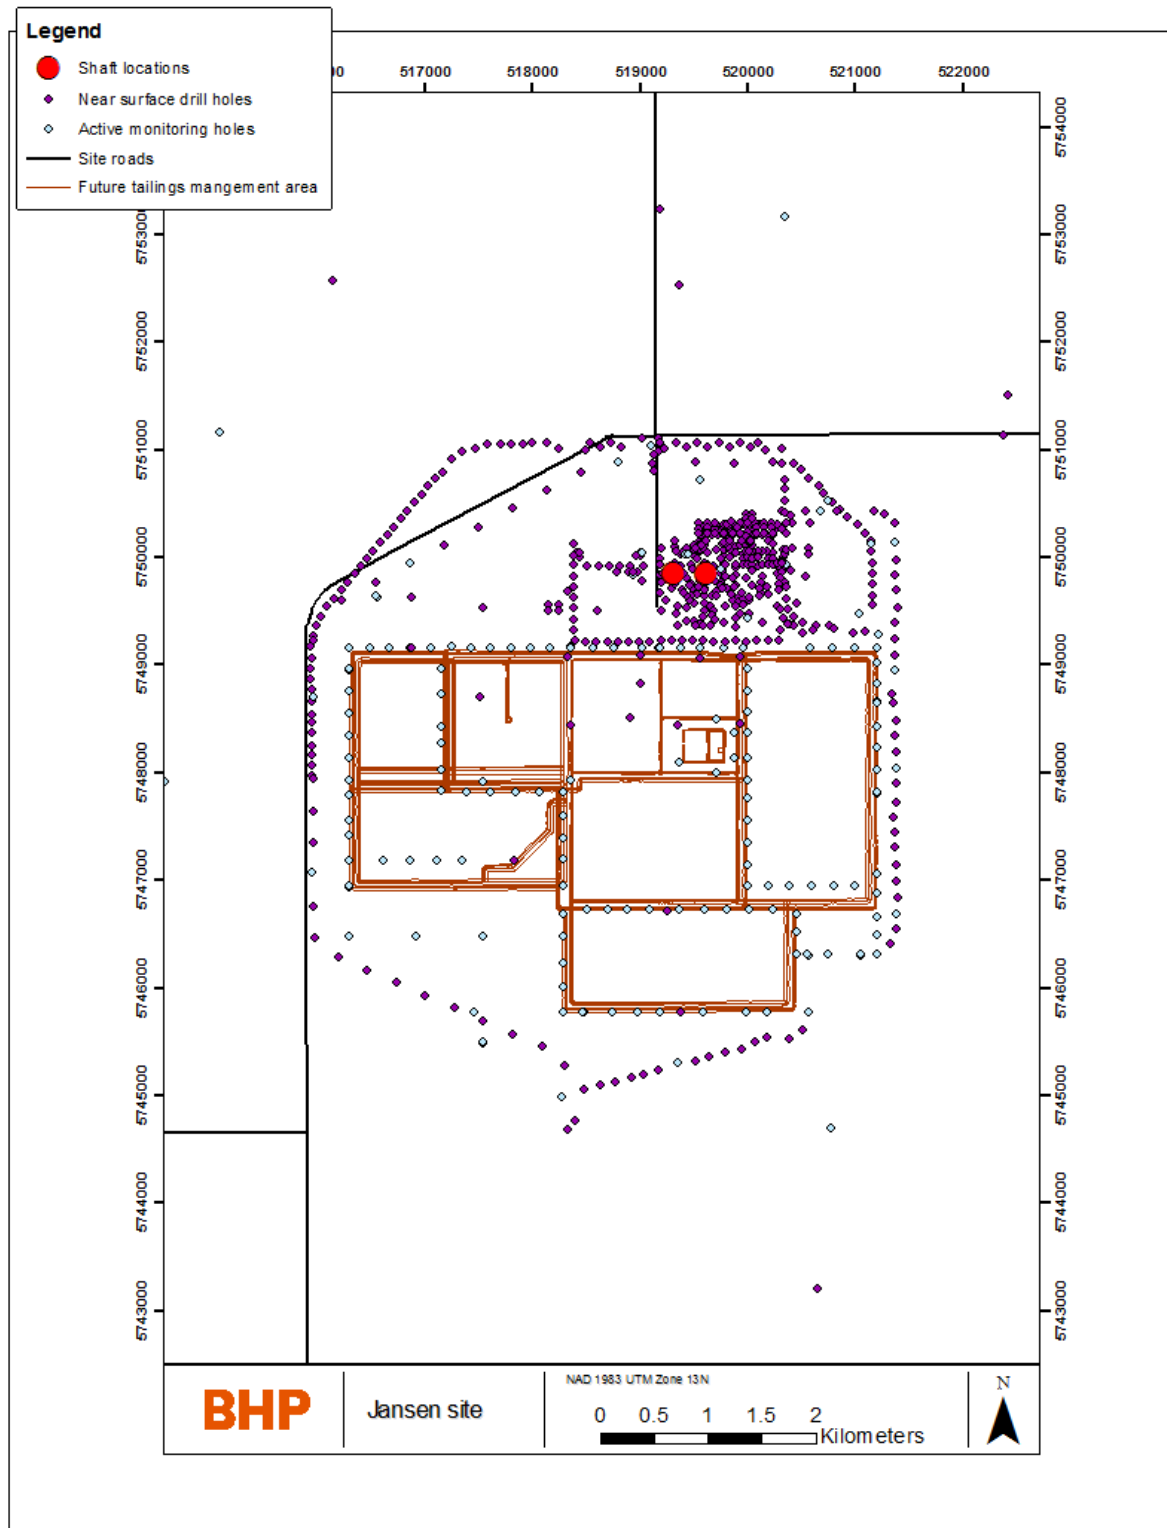 Legend
Shaft locations
Near surface drill holes
Active monitoring holes
Site roads
Future tailings mangement area
00 517000 518000 519000 520000 521000 522000
5754000
5753000 5753000
5752000 5752000
5751000 5751000
5750000 5750000
5749000 5749000
5748000 5748000
5747000 5747000
5746000 5746000
5745000 5745000
5744000 5744000
5743000 5743000
BHP
Jansen site
NAD 1983 UTM Zone 13N
0 0.5 1 1.5 2
Kilometers
N